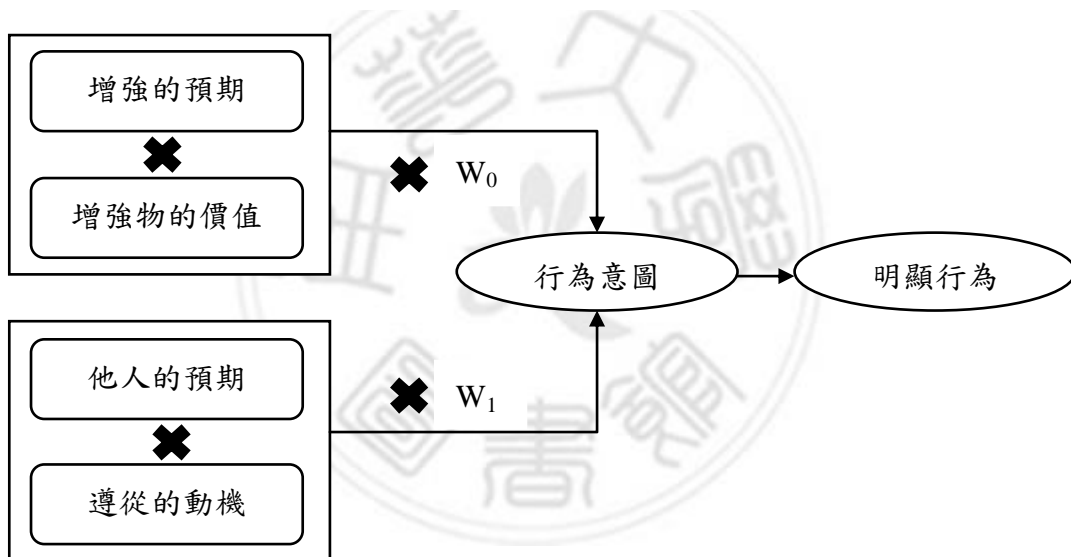 增強的預期
增強物的價值
W₀
行為意圖
明顯行為
他人的預期
遵從的動機
W₁